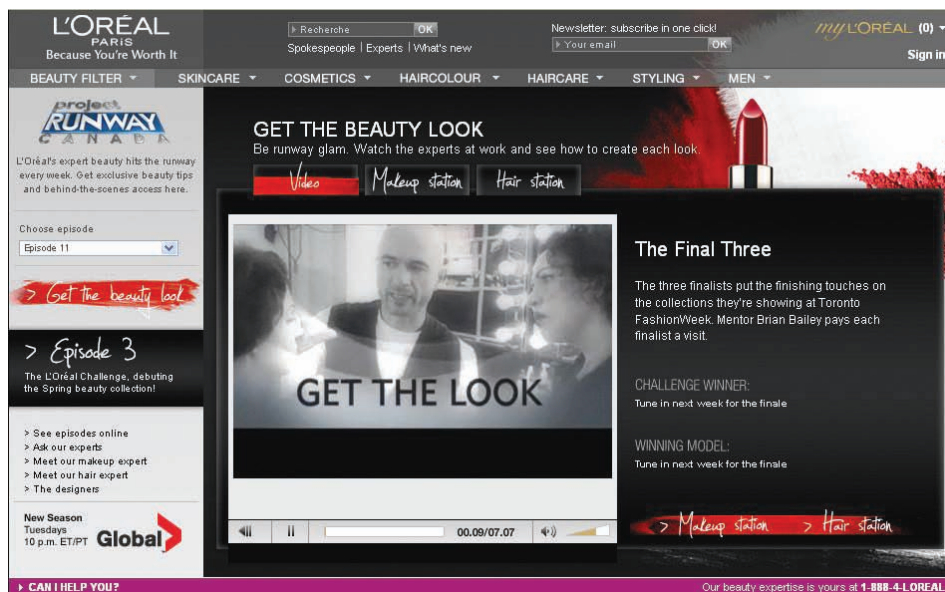 L'ORÉAL
PARIS
Because You're Worth It
Recherche OK
Spokespeople | Experts | What's new
Newsletter: subscribe in one click!
Your email OK
my L'ORÉAL (0)
Sign in
BEAUTY FILTER SKINCARE COSMETICS HAIRCOLOUR HAIRCARE STYLING MEN
project
RUNWAY
CANADA
L'Oréal's expert beauty hits the runway
every week. Get exclusive beauty tips
and behind-the-scenes access here.
Choose episode
Episode 11
> Get the beauty look
> Episode 3
The L'Oréal Challenge, debuting
the Spring beauty collection!
> See episodes online
> Ask our experts
> Meet our makeup expert
> Meet our hair expert
> The designers
New Season
Tuesdays
10 p.m. ET/PT Global
GET THE BEAUTY LOOK
Be runway glam. Watch the experts at work and see how to create each look.
Video Makeup station Hair station
GET THE LOOK
00.09/07.07
The Final Three
The three finalists put the finishing touches on
the collections they're showing at Toronto
FashionWeek. Mentor Brian Bailey pays each
finalist a visit.
CHALLENGE WINNER:
Tune in next week for the finale
WINNING MODEL:
Tune in next week for the finale
> Makeup station > Hair station
CAN I HELP YOU?
Our beauty expertise is yours at 1-888-4-LOREAL